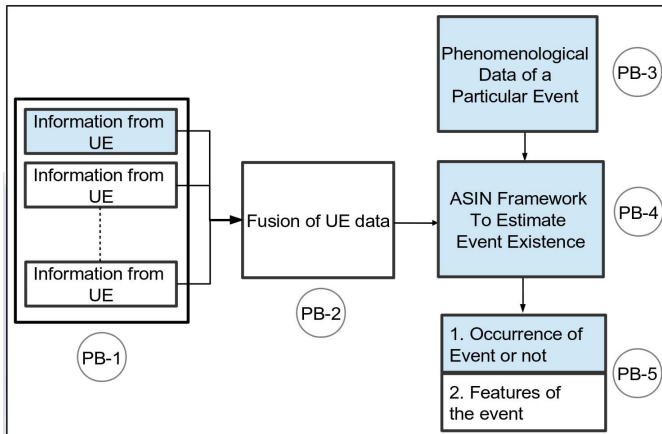 Information from
UE
Information from
UE
Information from
UE
PB-1
Fusion of UE data
PB-2
Phenomenological
Data of a
Particular Event
PB-3
ASIN Framework
To Estimate
Event Existence
PB-4
1. Occurrence of
Event or not
2. Features of
the event
PB-5